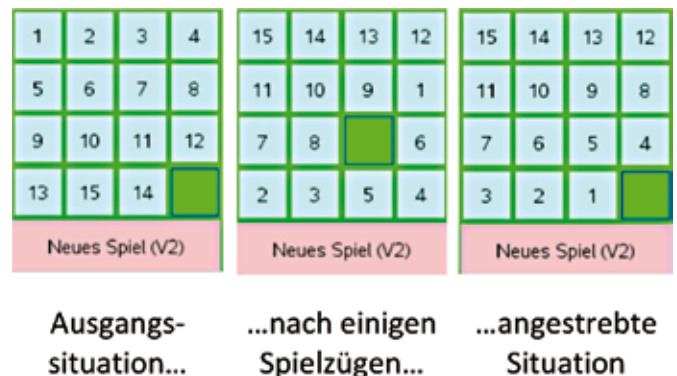 1 2 3 4
5 6 7 8
9 10 11 12
13 15 14
Neues Spiel (V2)
Ausgangs-
situation...
15 14 13 12
11 10 9 1
7 8 6
2 3 5 4
Neues Spiel (V2)
...nach einigen
Spielzügen...
15 14 13 12
11 10 9 8
7 6 5 4
3 2 1
Neues Spiel (V2)
...angestrebte
Situation